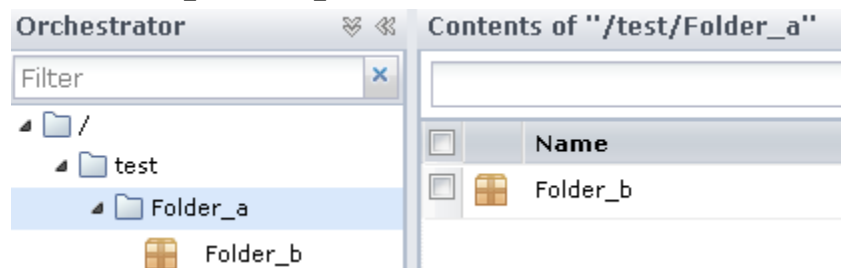 Orchestrator
Filter
/
test
Folder_a
Folder_b
Contents of "/test/Folder_a"
Name
Folder_b